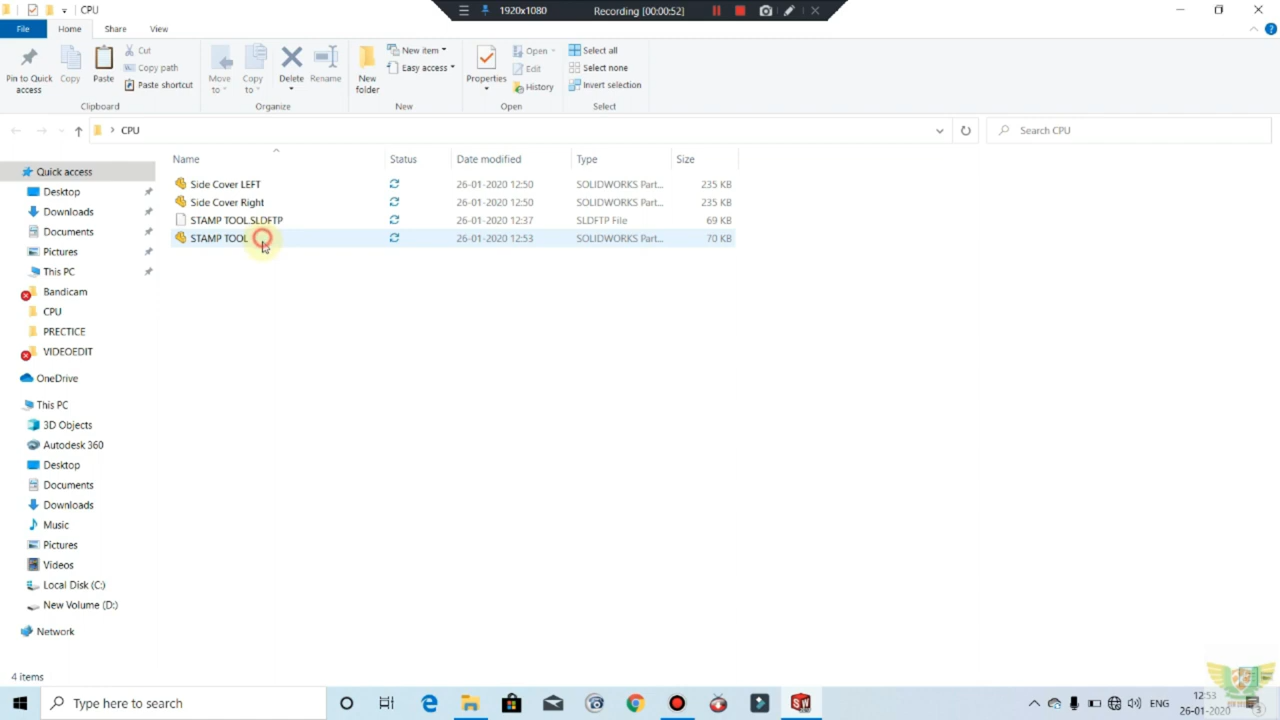 CPU
1920x1080
Recording [00:00:52]
File
Home
Share
View
Pin to Quick access
Copy
Paste
Cut
Copy path
Paste shortcut
Move to
Copy to
Delete
Rename
New folder
New item
Easy access
Properties
Open
Edit
History
Select all
Select none
Invert selection
Clipboard
Organize
New
Open
Select
CPU
Search CPU
Name
Status
Date modified
Type
Size
Side Cover LEFT 26-01-2020 12:50 SOLIDWORKS Part... 235 KB
Side Cover Right 26-01-2020 12:50 SOLIDWORKS Part... 235 KB
STAMP TOOL.SLDFTP 26-01-2020 12:37 SLDFTP File 69 KB
STAMP TOOL 26-01-2020 12:53 SOLIDWORKS Part... 70 KB
Quick access
Desktop
Downloads
Documents
Pictures
This PC
Bandicam
CPU
PRECTICE
VIDEOEDIT
OneDrive
This PC
3D Objects
Autodesk 360
Desktop
Documents
Downloads
Music
Pictures
Videos
Local Disk (C:)
New Volume (D:)
Network
4 items
Type here to search
ENG
12:53
26-01-2020
3